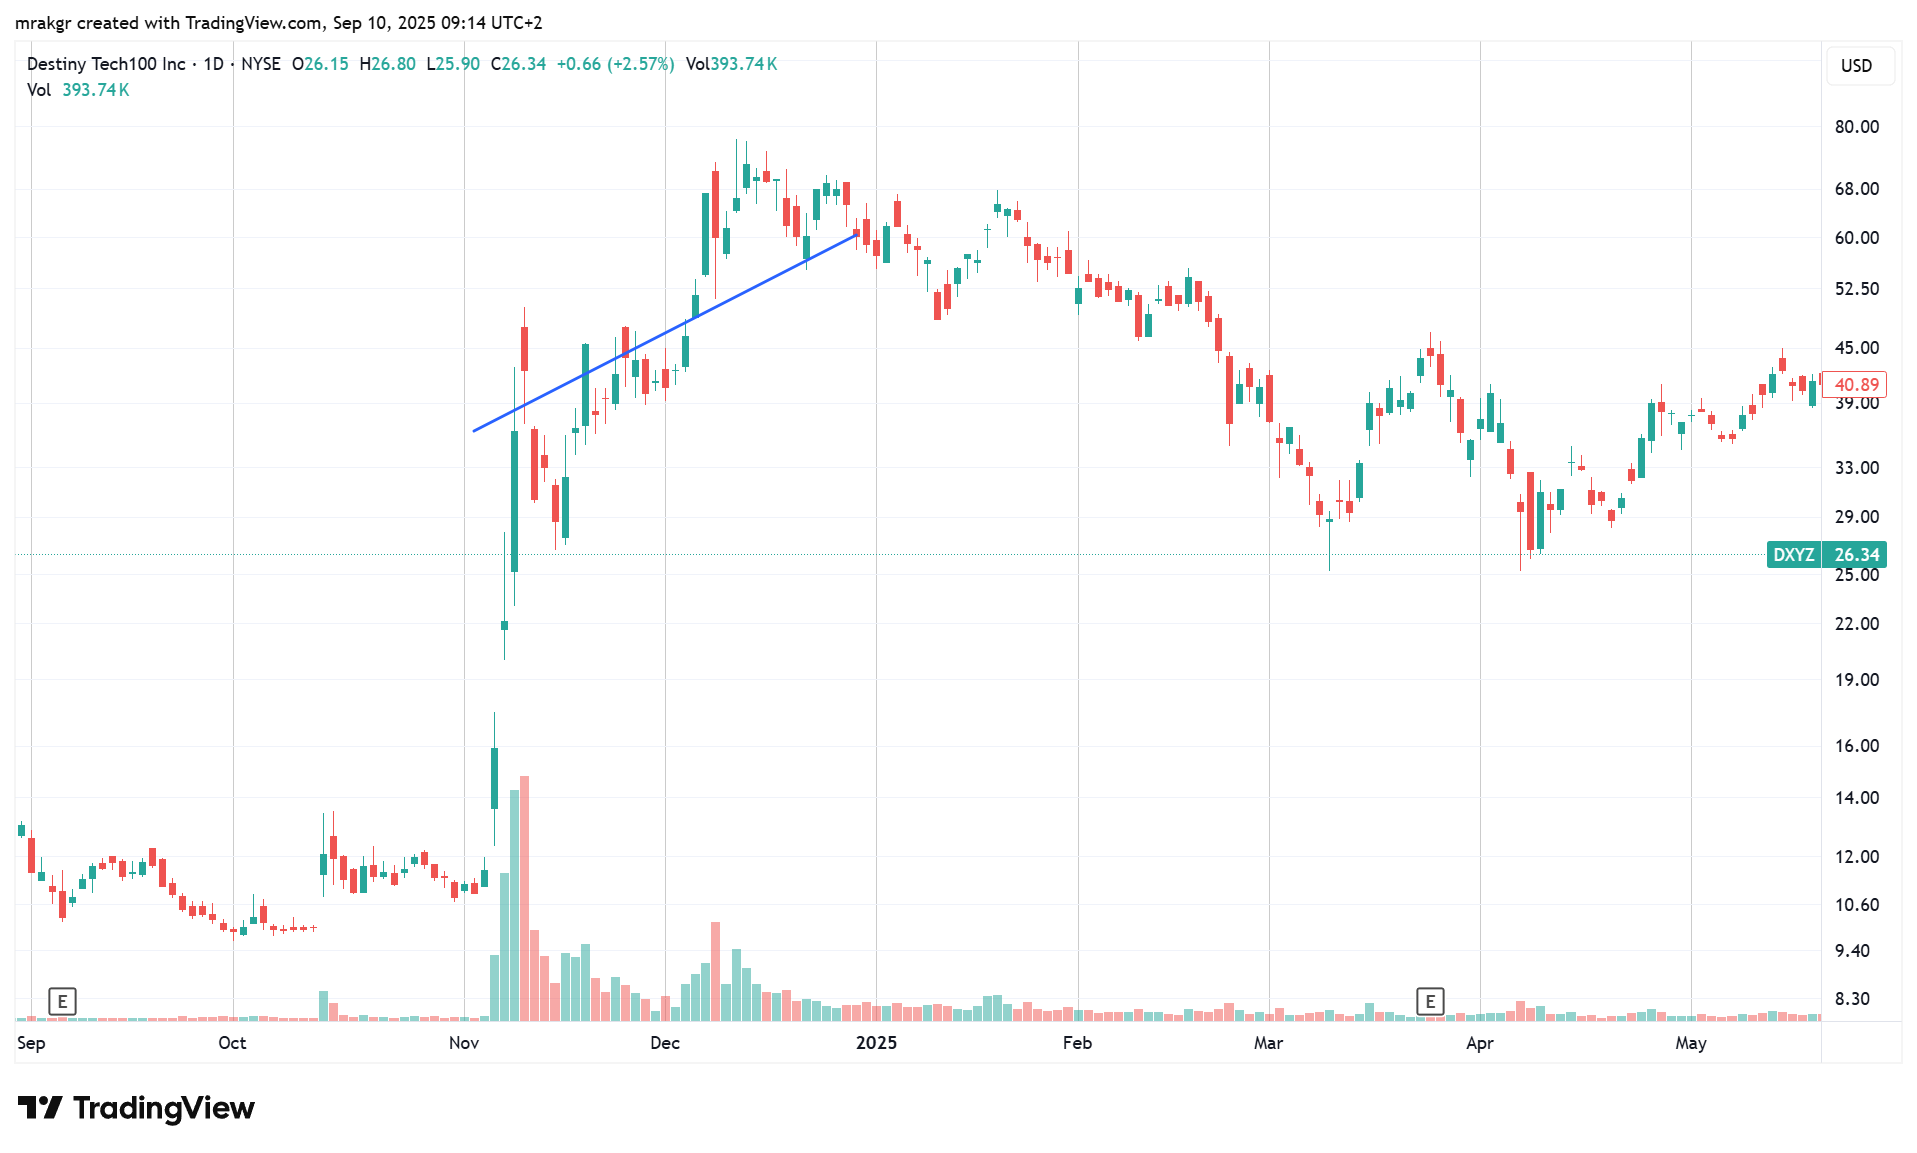 mrakgr created with TradingView.com, Sep 10, 2025 09:14 UTC+2
Destiny Tech100 Inc · 1D · NYSE O26.15 H26.80 L25.90 C26.34 +0.66 (+2.57%) Vol393.74K
USD
Vol 393.74K
80.00
68.00
60.00
52.50
45.00
40.89
39.00
33.00
29.00
DXYZ 26.34
25.00
22.00
19.00
16.00
14.00
12.00
10.60
9.40
8.30
E
E
Sep Oct Nov Dec 2025 Feb Mar Apr May
TradingView